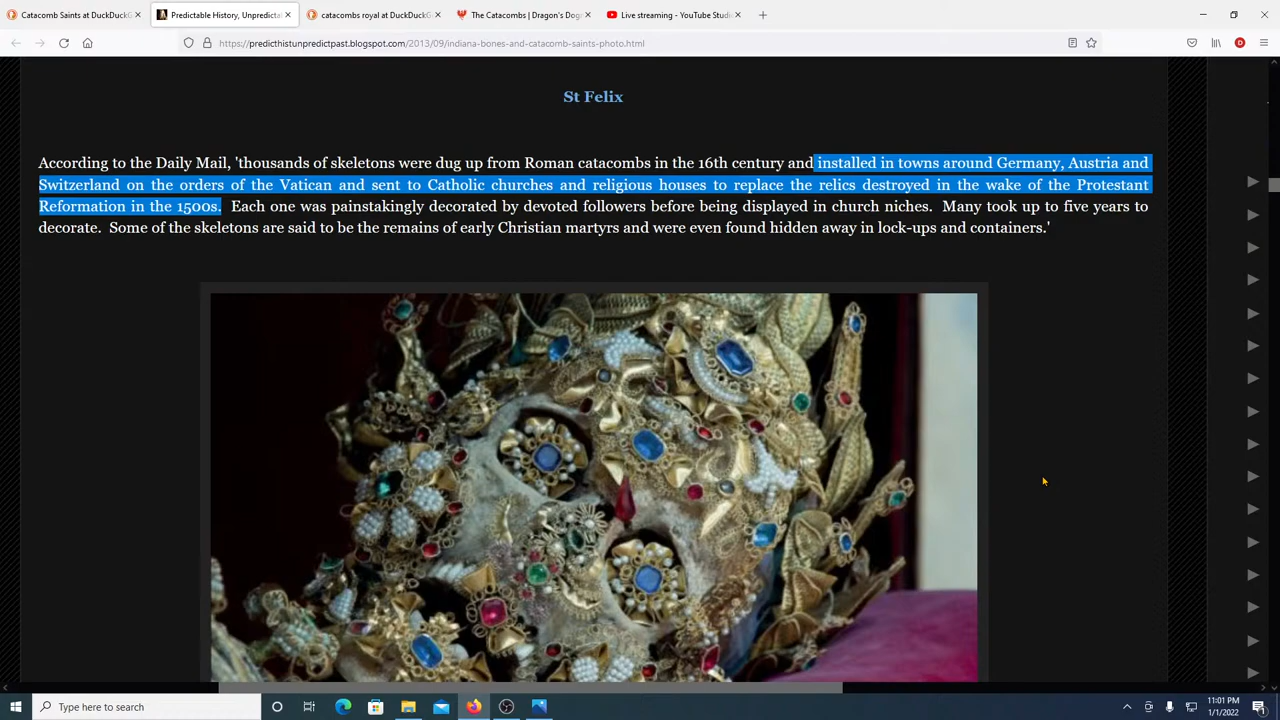 Catacomb Saints at DuckDuckG
Predictable History, Unpredicta
catacombs royal at DuckDuckG
The Catacombs | Dragon's Dog
Live streaming - YouTube Studi
https://predicthistunpredictpast.blogspot.com/2013/09/indiana-bones-and-catacomb-saints-photo.html
St Felix
According to the Daily Mail, 'thousands of skeletons were dug up from Roman catacombs in the 16th century and installed in towns around Germany, Austria and
Switzerland on the orders of the Vatican and sent to Catholic churches and religious houses to replace the relics destroyed in the wake of the Protestant
Reformation in the 1500s.  Each one was painstakingly decorated by devoted followers before being displayed in church niches.  Many took up to five years to
decorate.  Some of the skeletons are said to be the remains of early Christian martyrs and were even found hidden away in lock-ups and containers.'
Type here to search
11:01 PM
1/1/2022